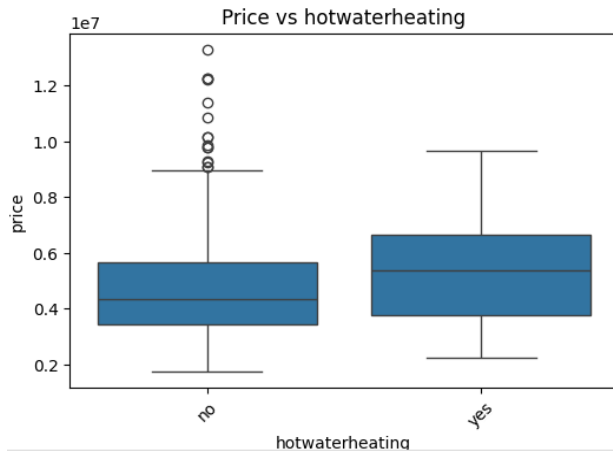 Price vs hotwaterheating
1e7
1.2
1.0
0.8
0.6
0.4
0.2
price
no
yes
hotwaterheating